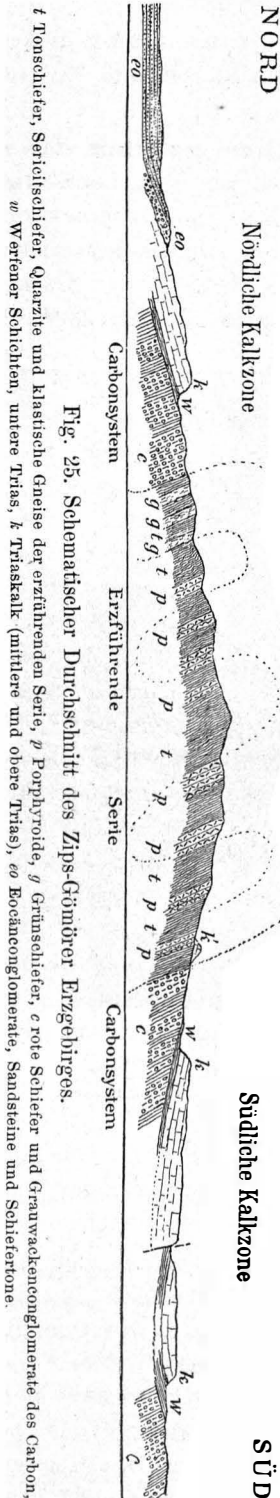 NORD
SÜD
Nördliche Kalkzone
Südliche Kalkzone
eo
eo
k
w
c
g
g
t
g
t
p
p
p
t
p
p
t
p
k
w
k
c
k
w
c
Carbonsystem
Erzführende
Serie
Carbonsystem
Fig. 25. Schematischer Durchschnitt des Zips-Gömörer Erzgebirges.
t Tonschiefer, Sericitschiefer, Quarzite und klastische Gneise der erzführenden Serie, p Porphyroide, g Grünschiefer, c rote Schiefer und Grauwackenconglomerate des Carbon,
w Werfener Schichten, untere Trias, k Triaskalk (mittlere und obere Trias), eo Eocänconglomerate, Sandsteine und Schiefertone.